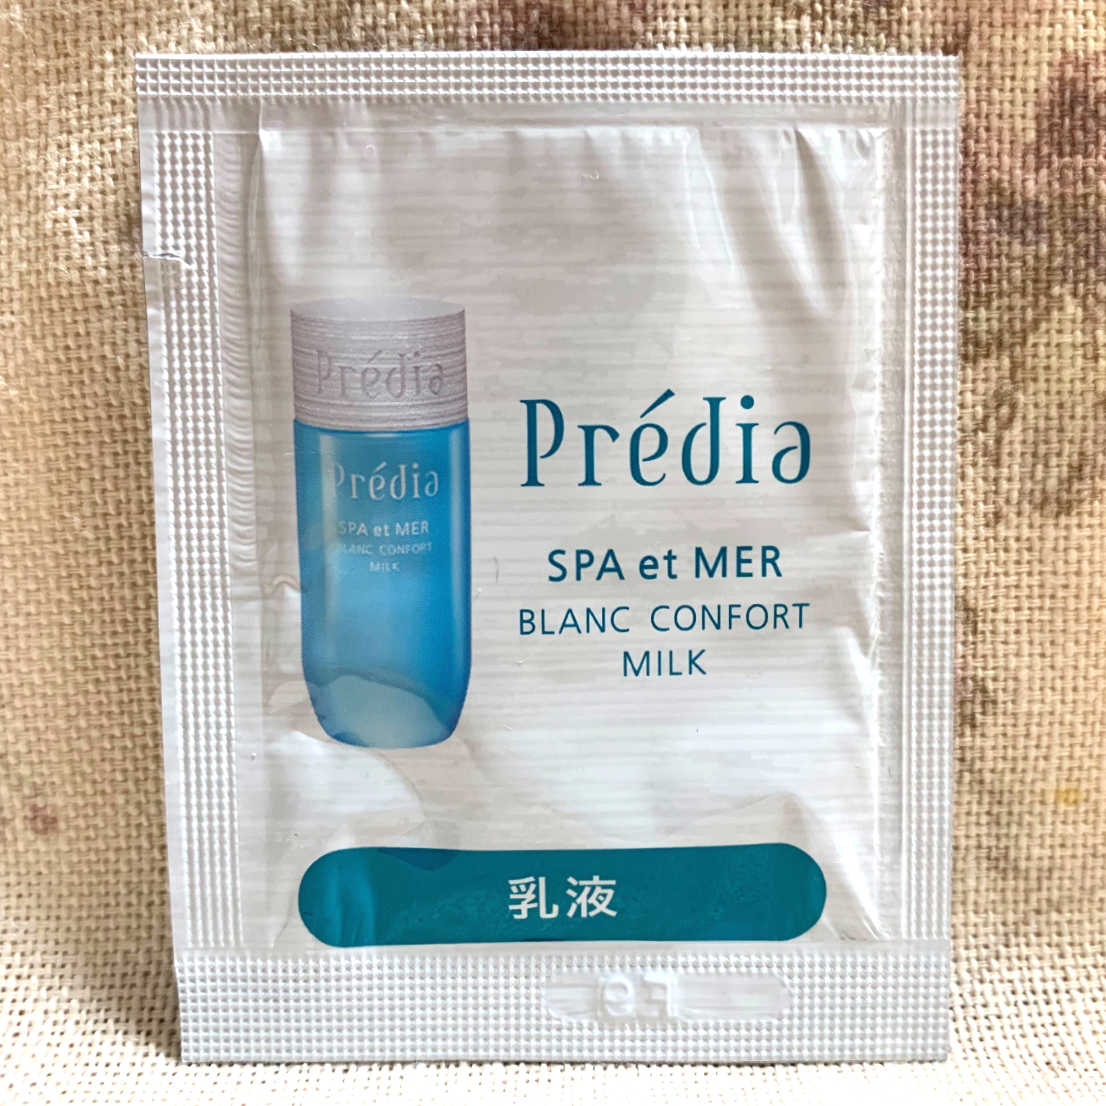 Prédia
Prédia
SPA et MER
BLANC CONFORT
MILK
Prédia
SPA et MER
BLANC CONFORT
MILK
乳液